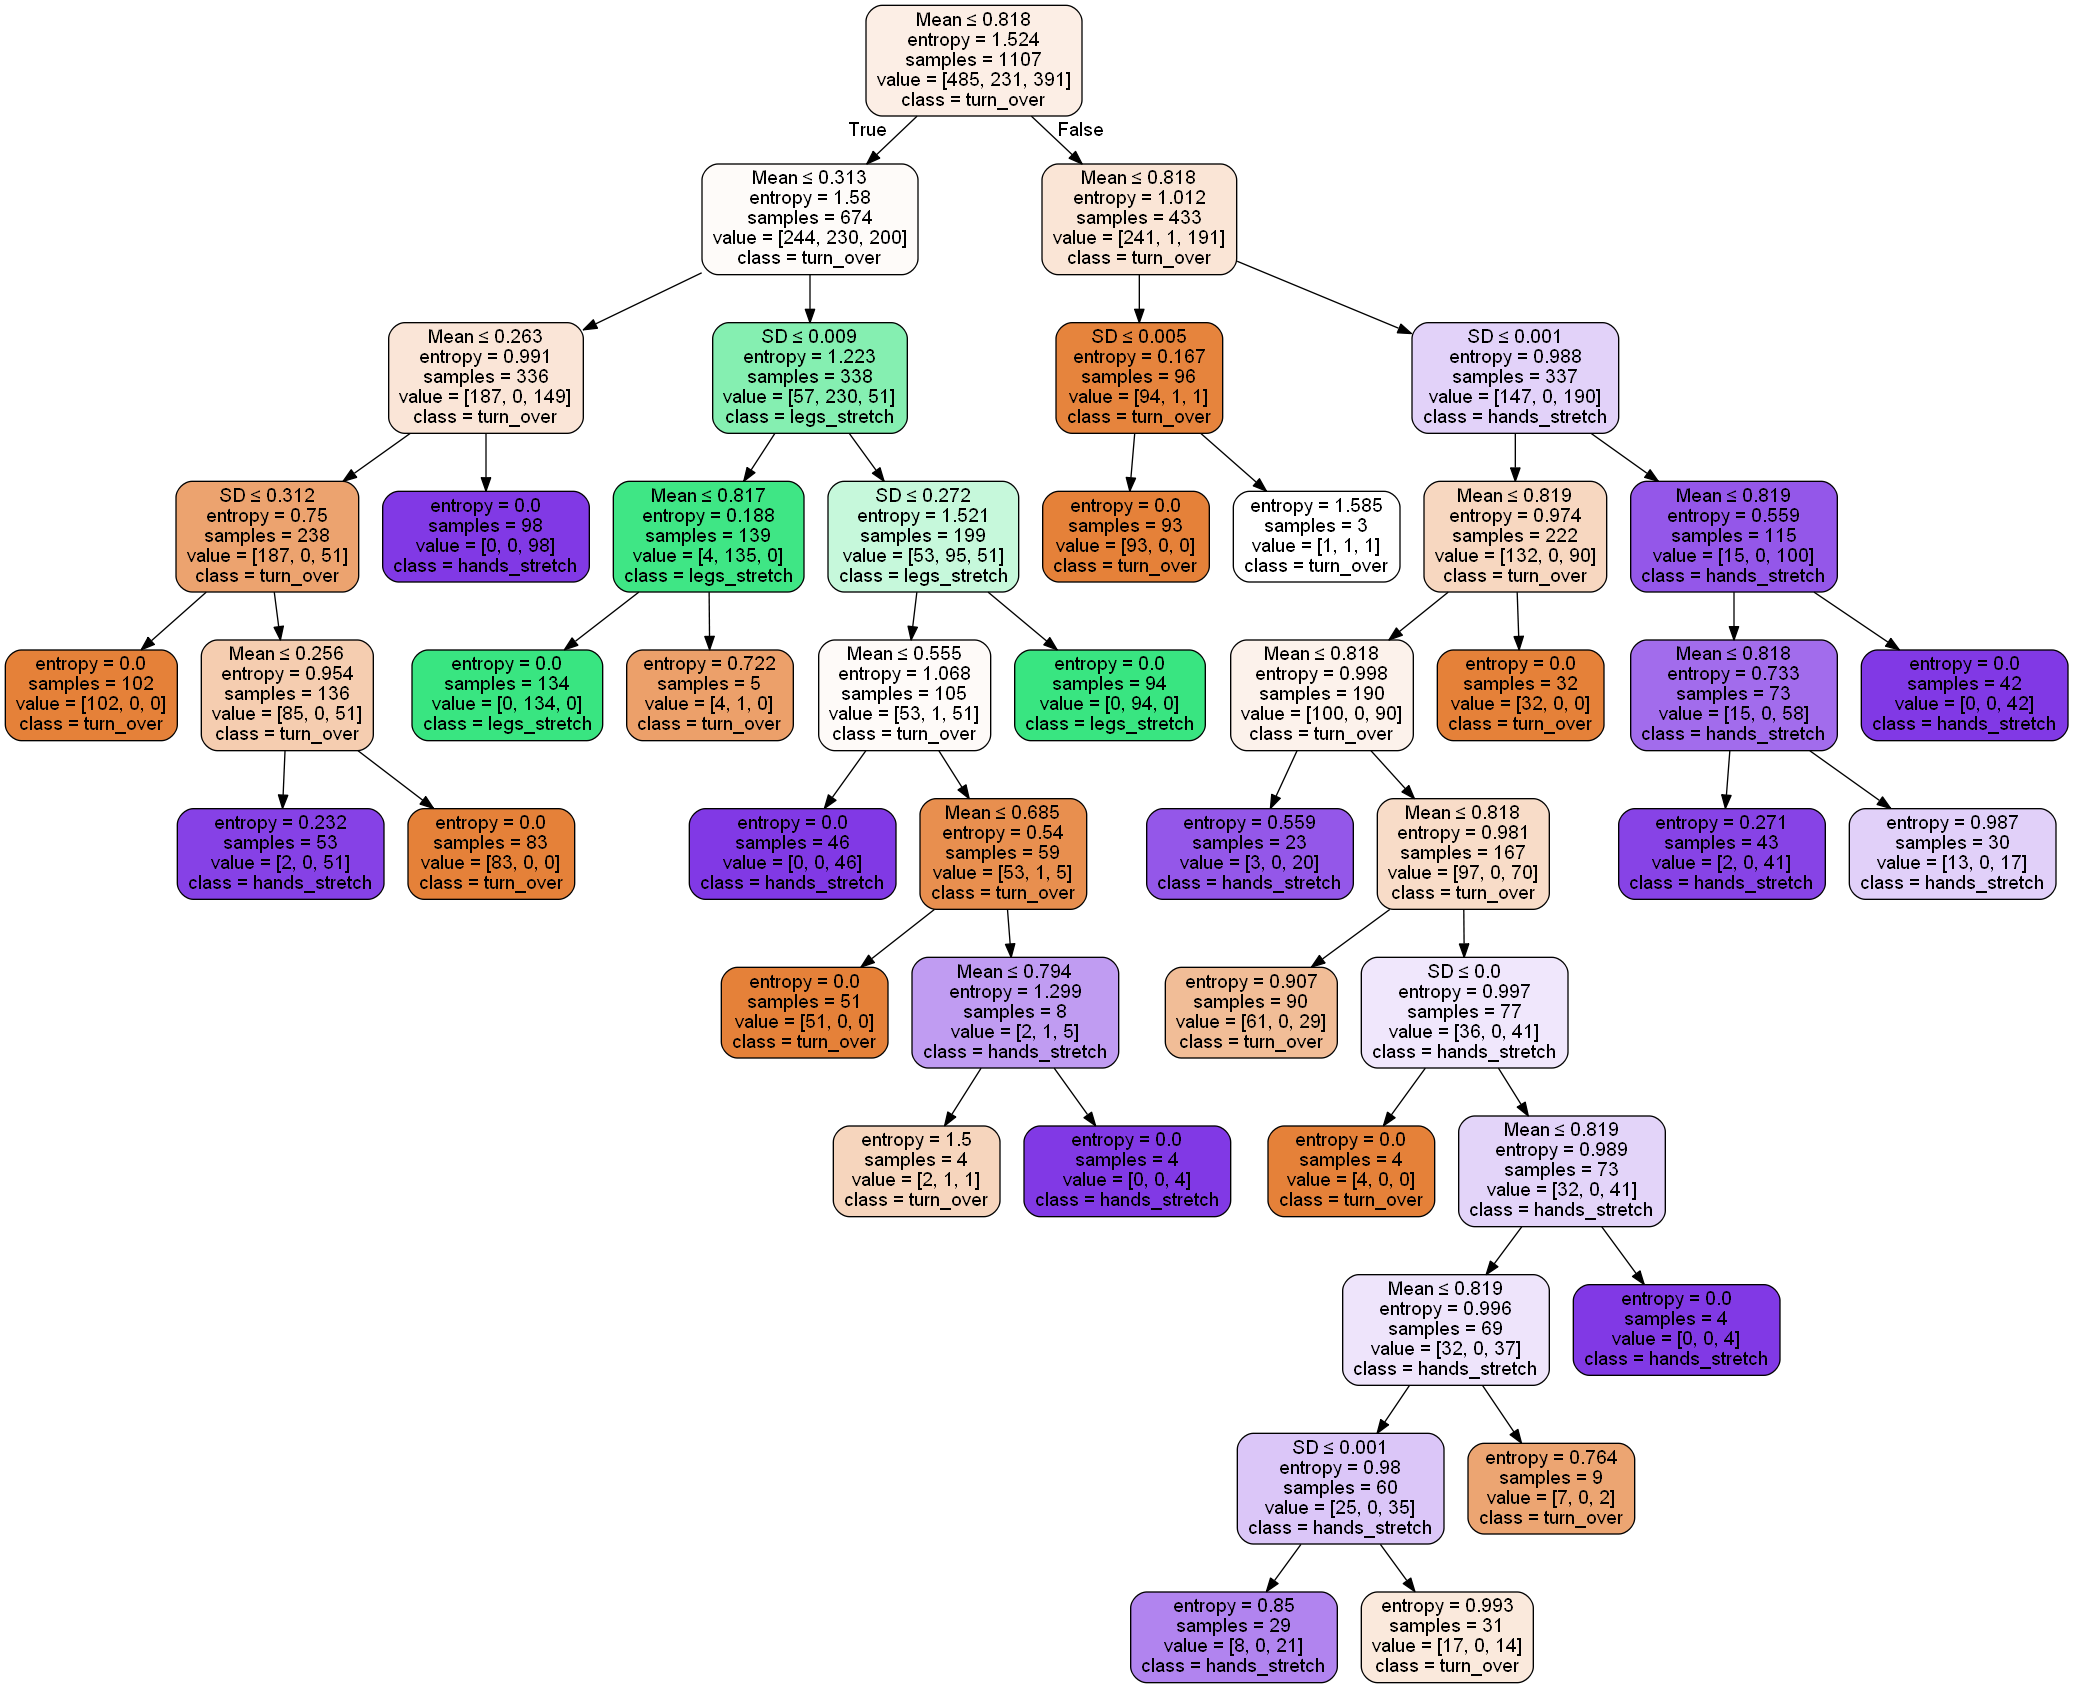 Mean ≤ 0.818
entropy = 1.524
samples = 1107
value = [485, 231, 391]
class = turn_over
True
False
Mean ≤ 0.313
entropy = 1.58
samples = 674
value = [244, 230, 200]
class = turn_over
Mean ≤ 0.818
entropy = 1.012
samples = 433
value = [241, 1, 191]
class = turn_over
Mean ≤ 0.263
entropy = 0.991
samples = 336
value = [187, 0, 149]
class = turn_over
SD ≤ 0.009
entropy = 1.223
samples = 338
value = [57, 230, 51]
class = legs_stretch
SD ≤ 0.005
entropy = 0.167
samples = 96
value = [94, 1, 1]
class = turn_over
SD ≤ 0.001
entropy = 0.988
samples = 337
value = [147, 0, 190]
class = hands_stretch
SD ≤ 0.312
entropy = 0.75
samples = 238
value = [187, 0, 51]
class = turn_over
entropy = 0.0
samples = 98
value = [0, 0, 98]
class = hands_stretch
Mean ≤ 0.817
entropy = 0.188
samples = 139
value = [4, 135, 0]
class = legs_stretch
SD ≤ 0.272
entropy = 1.521
samples = 199
value = [53, 95, 51]
class = legs_stretch
entropy = 0.0
samples = 93
value = [93, 0, 0]
class = turn_over
entropy = 1.585
samples = 3
value = [1, 1, 1]
class = turn_over
Mean ≤ 0.819
entropy = 0.974
samples = 222
value = [132, 0, 90]
class = turn_over
Mean ≤ 0.819
entropy = 0.559
samples = 115
value = [15, 0, 100]
class = hands_stretch
entropy = 0.0
samples = 102
value = [102, 0, 0]
class = turn_over
Mean ≤ 0.256
entropy = 0.954
samples = 136
value = [85, 0, 51]
class = turn_over
entropy = 0.0
samples = 134
value = [0, 134, 0]
class = legs_stretch
entropy = 0.722
samples = 5
value = [4, 1, 0]
class = turn_over
Mean ≤ 0.555
entropy = 1.068
samples = 105
value = [53, 1, 51]
class = turn_over
entropy = 0.0
samples = 94
value = [0, 94, 0]
class = legs_stretch
Mean ≤ 0.818
entropy = 0.998
samples = 190
value = [100, 0, 90]
class = turn_over
entropy = 0.0
samples = 32
value = [32, 0, 0]
class = turn_over
Mean ≤ 0.818
entropy = 0.733
samples = 73
value = [15, 0, 58]
class = hands_stretch
entropy = 0.0
samples = 42
value = [0, 0, 42]
class = hands_stretch
entropy = 0.232
samples = 53
value = [2, 0, 51]
class = hands_stretch
entropy = 0.0
samples = 83
value = [83, 0, 0]
class = turn_over
entropy = 0.0
samples = 46
value = [0, 0, 46]
class = hands_stretch
Mean ≤ 0.685
entropy = 0.54
samples = 59
value = [53, 1, 5]
class = turn_over
entropy = 0.559
samples = 23
value = [3, 0, 20]
class = hands_stretch
Mean ≤ 0.818
entropy = 0.981
samples = 167
value = [97, 0, 70]
class = turn_over
entropy = 0.271
samples = 43
value = [2, 0, 41]
class = hands_stretch
entropy = 0.987
samples = 30
value = [13, 0, 17]
class = hands_stretch
entropy = 0.0
samples = 51
value = [51, 0, 0]
class = turn_over
Mean ≤ 0.794
entropy = 1.299
samples = 8
value = [2, 1, 5]
class = hands_stretch
entropy = 0.907
samples = 90
value = [61, 0, 29]
class = turn_over
SD ≤ 0.0
entropy = 0.997
samples = 77
value = [36, 0, 41]
class = hands_stretch
entropy = 1.5
samples = 4
value = [2, 1, 1]
class = turn_over
entropy = 0.0
samples = 4
value = [0, 0, 4]
class = hands_stretch
entropy = 0.0
samples = 4
value = [4, 0, 0]
class = turn_over
Mean ≤ 0.819
entropy = 0.989
samples = 73
value = [32, 0, 41]
class = hands_stretch
Mean ≤ 0.819
entropy = 0.996
samples = 69
value = [32, 0, 37]
class = hands_stretch
entropy = 0.0
samples = 4
value = [0, 0, 4]
class = hands_stretch
SD ≤ 0.001
entropy = 0.98
samples = 60
value = [25, 0, 35]
class = hands_stretch
entropy = 0.764
samples = 9
value = [7, 0, 2]
class = turn_over
entropy = 0.85
samples = 29
value = [8, 0, 21]
class = hands_stretch
entropy = 0.993
samples = 31
value = [17, 0, 14]
class = turn_over